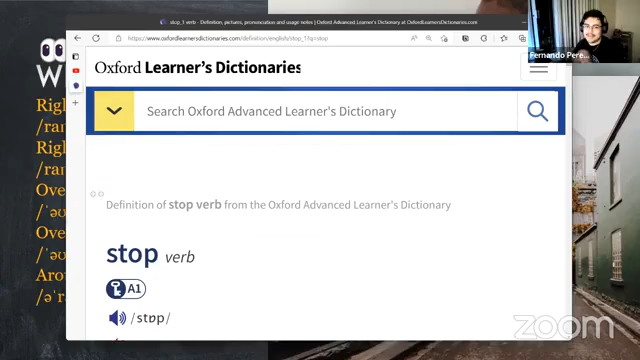 stop_1 verb - Definition, pictures, pronunciation and usage notes | Oxford Advanced Learner's Dictionary at OxfordLearnersDictionaries.com
https://www.oxfordlearnersdictionaries.com/definition/english/stop_1?q=stop
Fernando Pere...
Oxford Learner's Dictionaries
Search Oxford Advanced Learner's Dictionary
W
Righ
/raɪ
Righ
/raɪ
Ove
/ˈəʊ
Ove
/ˈəʊ
Arou
/əˈr
Definition of stop verb from the Oxford Advanced Learner's Dictionary
stop verb
A1
/stɒp/
zoom